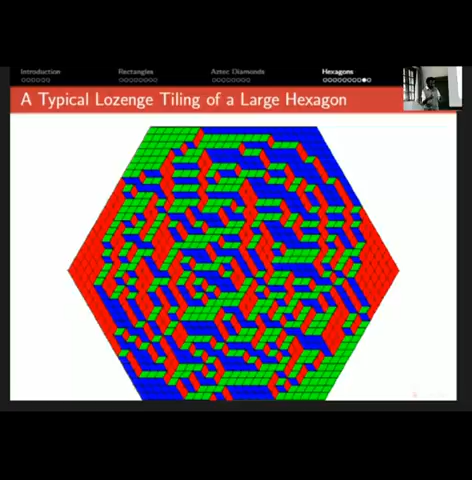 Introduction
Rectangles
Aztec Diamonds
Hexagons
A Typical Lozenge Tiling of a Large Hexagon